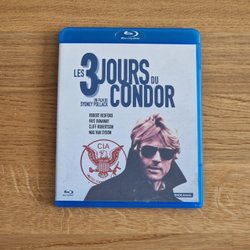 Blu-ray Disc
LES 3 JOURS DU
CONDOR
UN FILM DE
SYDNEY POLLACK
ROBERT REDFORD
FAYE DUNAWAY
CLIFF ROBERTSON
MAX VON SYDOW
CIA